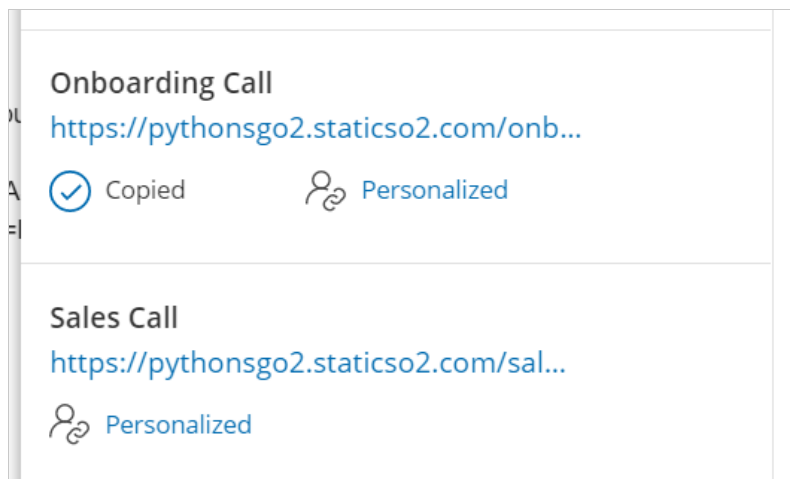 Onboarding Call
https://pythonsgo2.staticso2.com/onb...
Copied Personalized
Sales Call
https://pythonsgo2.staticso2.com/sal...
Personalized